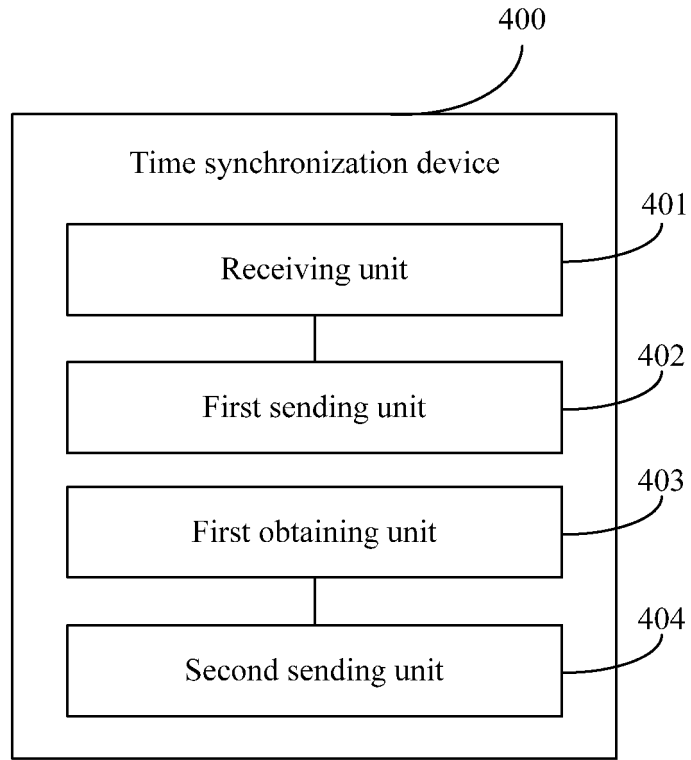 400
Time synchronization device
401
Receiving unit
402
First sending unit
403
First obtaining unit
404
Second sending unit